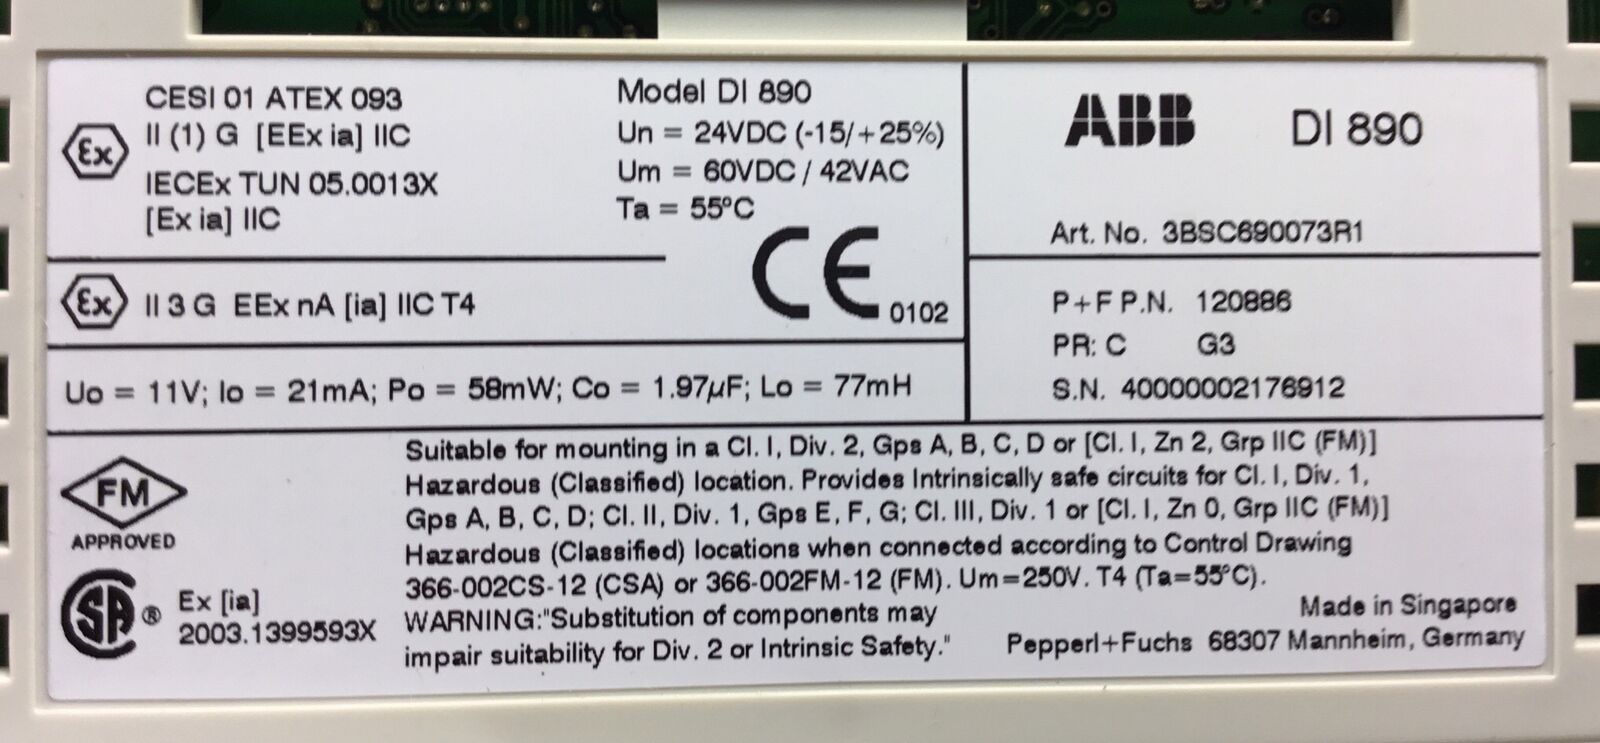 Ex
CESI 01 ATEX 093
II (1) G [EEx ia] IIC
IECEx TUN 05.0013X
[Ex ia] IIC
Model DI 890
Un = 24VDC (-15/+25%)
Um = 60VDC / 42VAC
Ta = 55°C
CE 0102
Ex
II 3 G EEx nA [ia] IIC T4
Uo = 11V; Io = 21mA; Po = 58mW; Co = 1.97µF; Lo = 77mH
ABB DI 890
Art. No. 3BSC690073R1
P+F P.N. 120886
PR: C G3
S.N. 40000002176912
FM
APPROVED
SA ®
Ex [ia]
2003.1399593X
Suitable for mounting in a Cl. I, Div. 2, Gps A, B, C, D or [Cl. I, Zn 2, Grp IIC (FM)]
Hazardous (Classified) location. Provides Intrinsically safe circuits for Cl. I, Div. 1,
Gps A, B, C, D; Cl. II, Div. 1, Gps E, F, G; Cl. III, Div. 1 or [Cl. I, Zn 0, Grp IIC (FM)]
Hazardous (Classified) locations when connected according to Control Drawing
366-002CS-12 (CSA) or 366-002FM-12 (FM). Um=250V. T4 (Ta=55°C).
WARNING:"Substitution of components may
impair suitability for Div. 2 or Intrinsic Safety."
Made in Singapore
Pepperl+Fuchs 68307 Mannheim, Germany